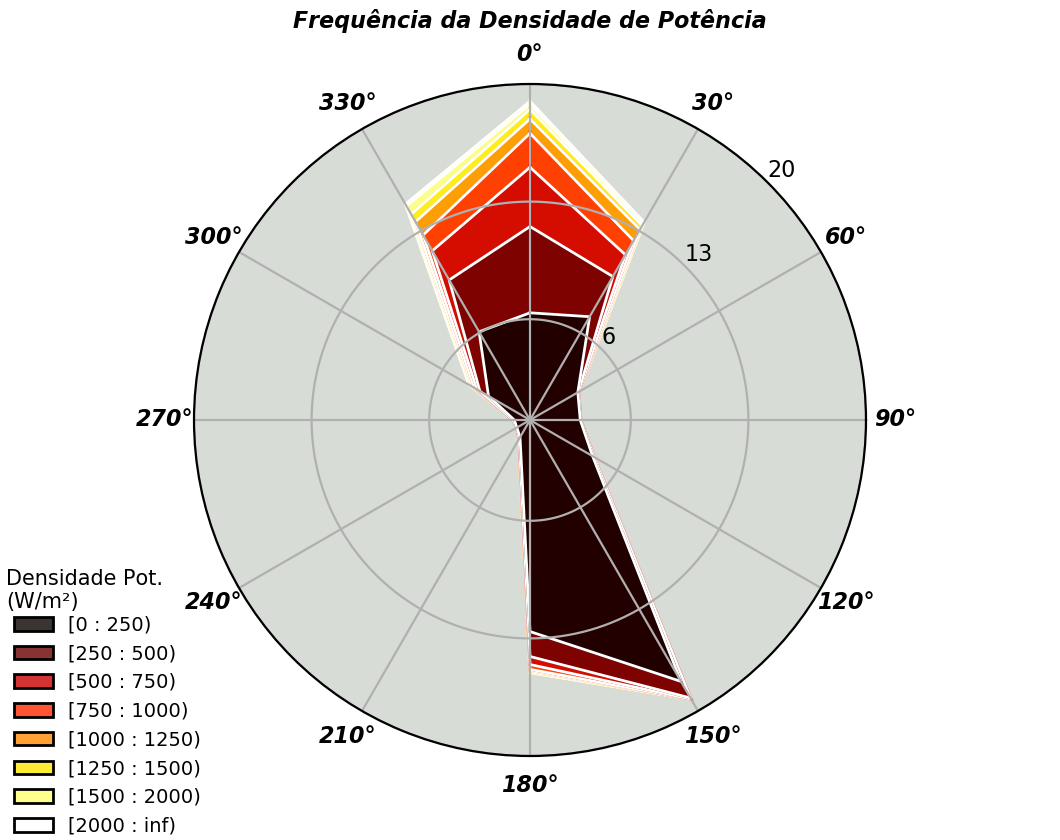 Frequência da Densidade de Potência
0°
330°
30°
20
300°
60°
13
6
270°
90°
240°
120°
210°
150°
180°
Densidade Pot.
(W/m²)
[0 : 250)
[250 : 500)
[500 : 750)
[750 : 1000)
[1000 : 1250)
[1250 : 1500)
[1500 : 2000)
[2000 : inf)